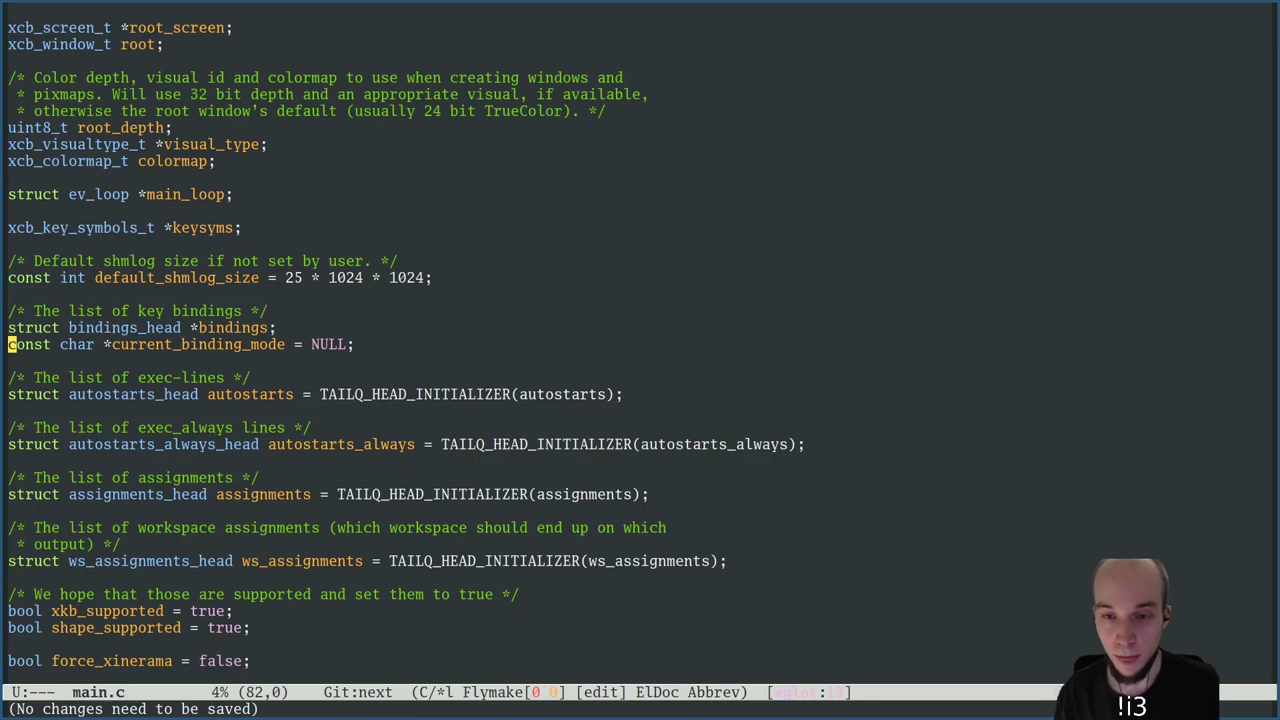 xcb_screen_t *root_screen;
xcb_window_t root;
/* Color depth, visual id and colormap to use when creating windows and
 * pixmaps. Will use 32 bit depth and an appropriate visual, if available,
 * otherwise the root window’s default (usually 24 bit TrueColor). */
uint8_t root_depth;
xcb_visualtype_t *visual_type;
xcb_colormap_t colormap;
struct ev_loop *main_loop;
xcb_key_symbols_t *keysyms;
/* Default shmlog size if not set by user. */
const int default_shmlog_size = 25 * 1024 * 1024;
/* The list of key bindings */
struct bindings_head *bindings;
const char *current_binding_mode = NULL;
/* The list of exec-lines */
struct autostarts_head autostarts = TAILQ_HEAD_INITIALIZER(autostarts);
/* The list of exec_always lines */
struct autostarts_always_head autostarts_always = TAILQ_HEAD_INITIALIZER(autostarts_always);
/* The list of assignments */
struct assignments_head assignments = TAILQ_HEAD_INITIALIZER(assignments);
/* The list of workspace assignments (which workspace should end up on which
 * output) */
struct ws_assignments_head ws_assignments = TAILQ_HEAD_INITIALIZER(ws_assignments);
/* We hope that those are supported and set them to true */
bool xkb_supported = true;
bool shape_supported = true;
bool force_xinerama = false;
U:--- main.c 4% (82,0) Git:next (C/*l Flymake[0 0] [edit] ElDoc Abbrev) [eglot:i3]
(No changes need to be saved)
!i3